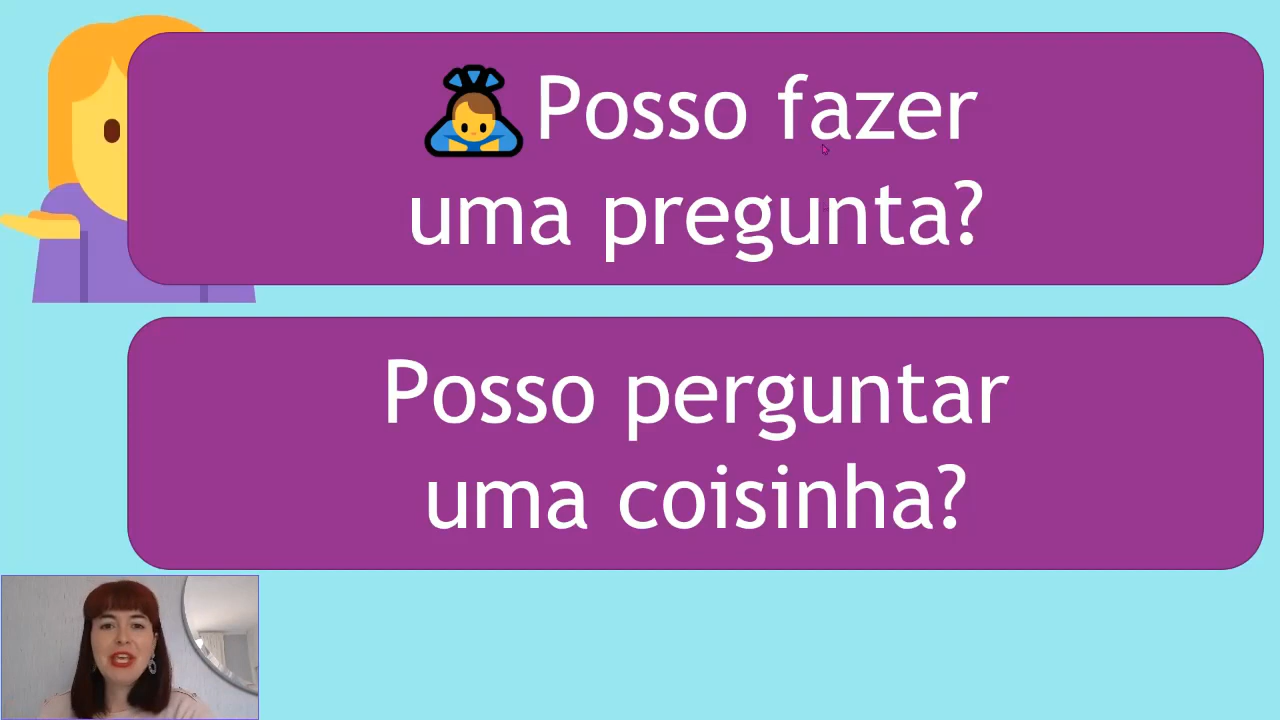 Posso fazer
uma pregunta?
Posso perguntar
uma coisinha?